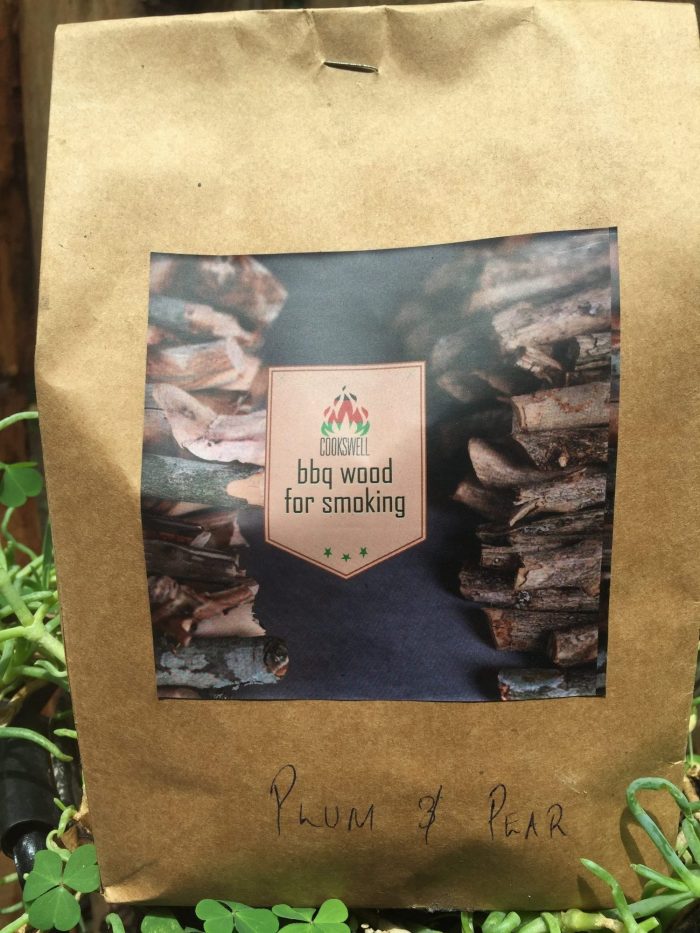 COOKSWELL
bbq wood
for smoking
PLUM & PEAR